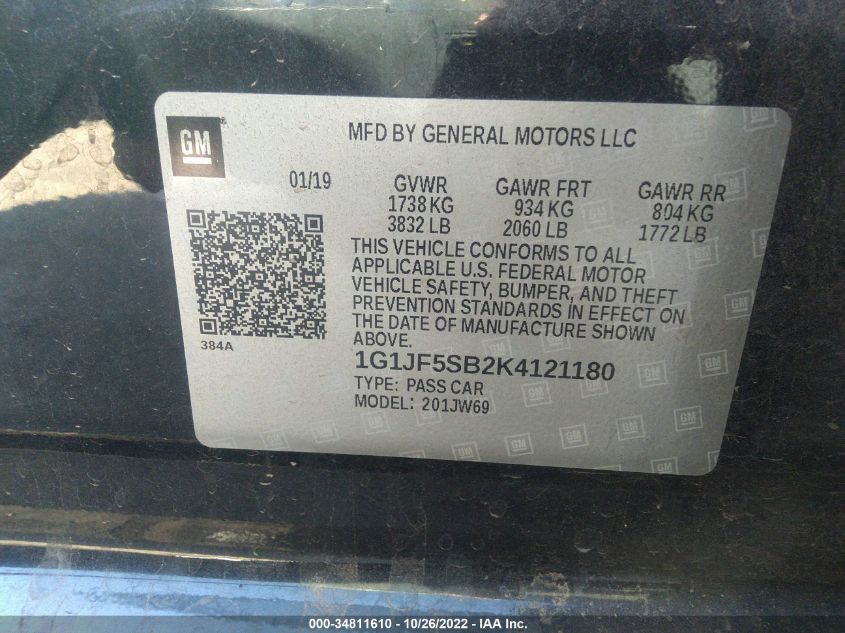 GM
MFD BY GENERAL MOTORS LLC
01/19 GVWR GAWR FRT GAWR RR
1738 KG 934 KG 804 KG
3832 LB 2060 LB 1772 LB
THIS VEHICLE CONFORMS TO ALL
APPLICABLE U.S. FEDERAL MOTOR
VEHICLE SAFETY, BUMPER, AND THEFT
PREVENTION STANDARDS IN EFFECT ON
THE DATE OF MANUFACTURE SHOWN
ABOVE.
384A
1G1JF5SB2K4121180
TYPE: PASS CAR
MODEL: 201JW69
000-34811610 - 10/26/2022 - IAA Inc.